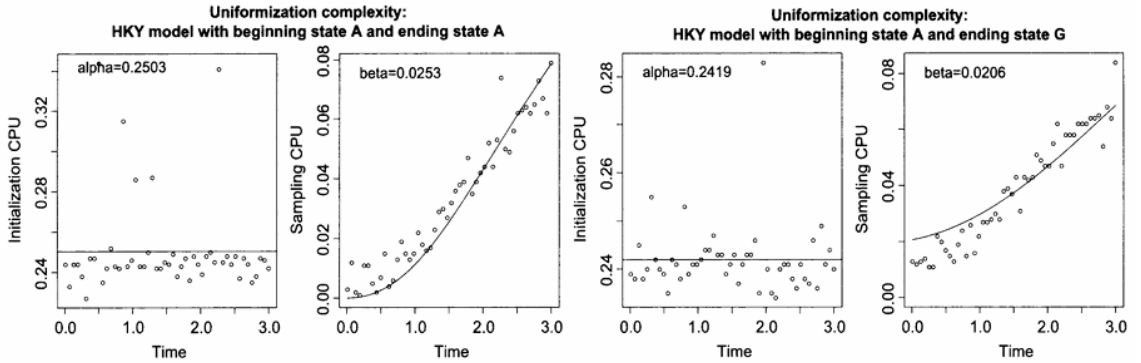 Uniformization complexity:
HKY model with beginning state A and ending state A
alpha=0.2503
Initialization CPU
0.24 0.28 0.32
0.0 1.0 2.0 3.0
Time
beta=0.0253
Sampling CPU
0.00 0.02 0.04 0.06 0.08
0.0 1.0 2.0 3.0
Time
Uniformization complexity:
HKY model with beginning state A and ending state G
alpha=0.2419
Initialization CPU
0.24 0.26 0.28
0.0 1.0 2.0 3.0
Time
beta=0.0206
Sampling CPU
0.00 0.04 0.08
0.0 1.0 2.0 3.0
Time